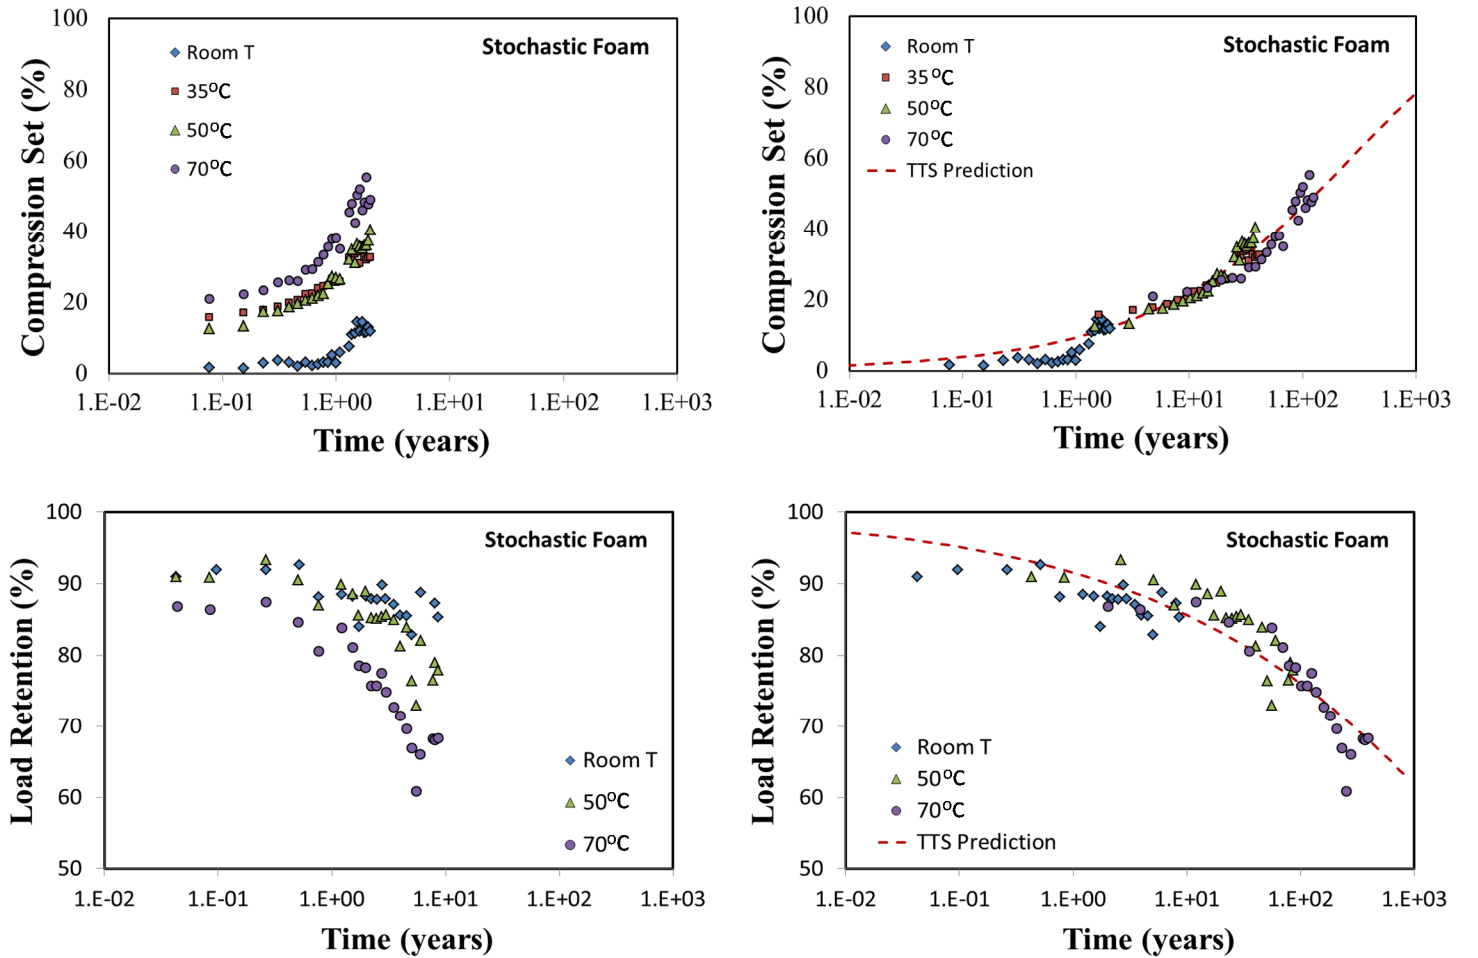 100
80
60
40
20
0
Compression Set (%)
Stochastic Foam
Room T
35ºC
50ºC
70ºC
1.E-02 1.E-01 1.E+00 1.E+01 1.E+02 1.E+03
Time (years)
100
80
60
40
20
0
Compression Set (%)
Stochastic Foam
Room T
35ºC
50ºC
70ºC
TTS Prediction
1.E-02 1.E-01 1.E+00 1.E+01 1.E+02 1.E+03
Time (years)
100
90
80
70
60
50
Load Retention (%)
Stochastic Foam
Room T
50ºC
70ºC
1.E-02 1.E-01 1.E+00 1.E+01 1.E+02 1.E+03
Time (years)
100
90
80
70
60
50
Load Retention (%)
Stochastic Foam
Room T
50ºC
70ºC
TTS Prediction
1.E-02 1.E-01 1.E+00 1.E+01 1.E+02 1.E+03
Time (years)